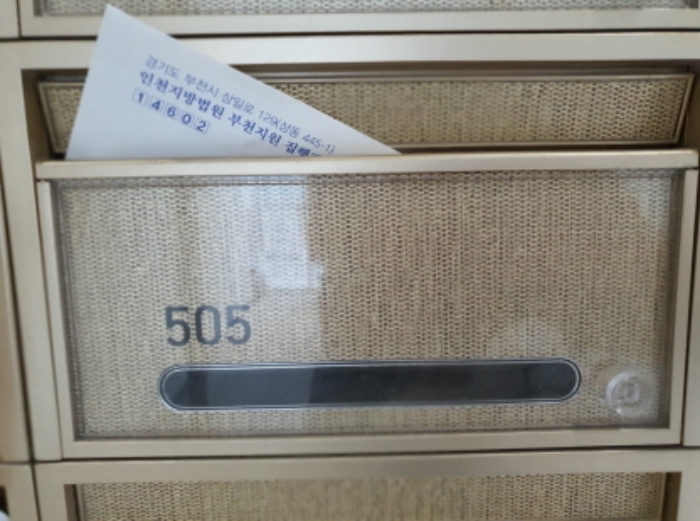 경기도 부천시 상일로 129(상동 445-1)
인천지방법원 부천지원
14602
505